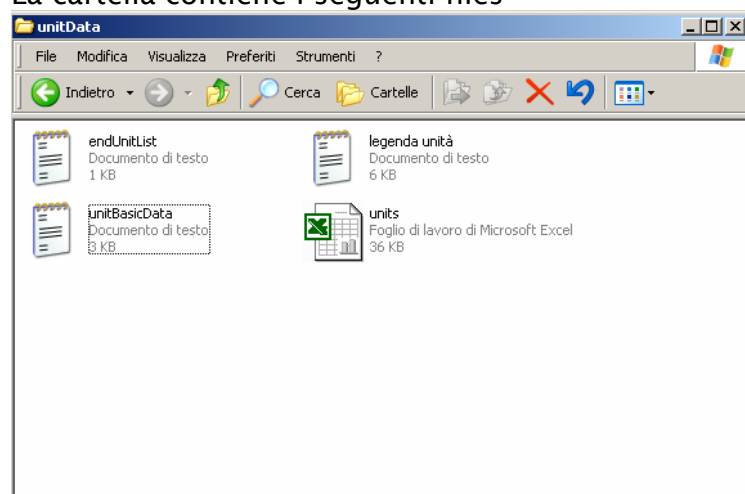 La cartella contiene i seguenti files
unitData
File Modifica Visualizza Preferiti Strumenti ?
Indietro Cerca Cartelle
endUnitList
Documento di testo
1 KB
legenda unità
Documento di testo
6 KB
unitBasicData
Documento di testo
3 KB
units
Foglio di lavoro di Microsoft Excel
36 KB